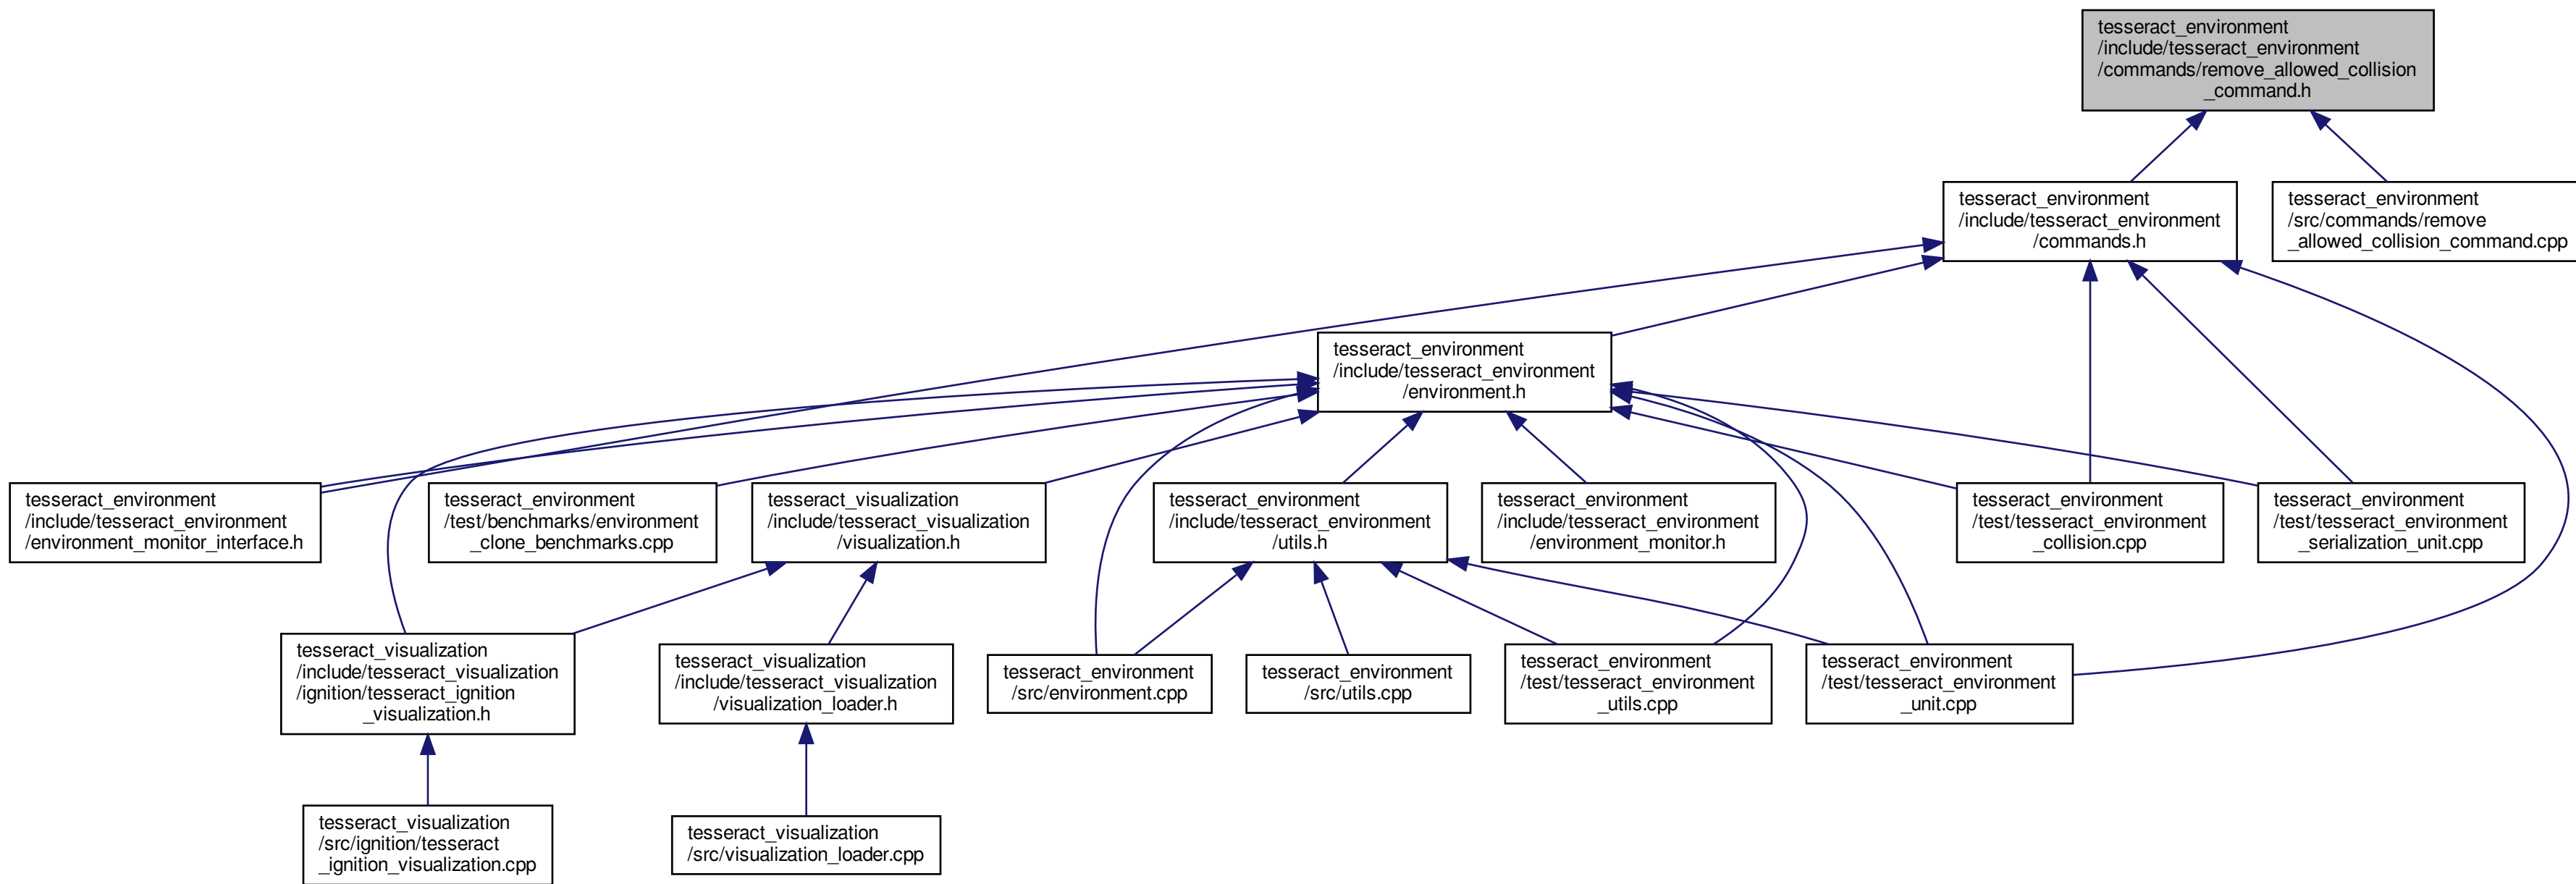 tesseract_environment
/include/tesseract_environment
/commands/remove_allowed_collision
_command.h
tesseract_environment
/include/tesseract_environment
/commands.h
tesseract_environment
/src/commands/remove
_allowed_collision_command.cpp
tesseract_environment
/include/tesseract_environment
/environment.h
tesseract_environment
/include/tesseract_environment
/environment_monitor_interface.h
tesseract_environment
/test/benchmarks/environment
_clone_benchmarks.cpp
tesseract_visualization
/include/tesseract_visualization
/visualization.h
tesseract_environment
/include/tesseract_environment
/utils.h
tesseract_environment
/include/tesseract_environment
/environment_monitor.h
tesseract_environment
/test/tesseract_environment
_collision.cpp
tesseract_environment
/test/tesseract_environment
_serialization_unit.cpp
tesseract_visualization
/include/tesseract_visualization
/ignition/tesseract_ignition
_visualization.h
tesseract_visualization
/include/tesseract_visualization
/visualization_loader.h
tesseract_environment
/src/environment.cpp
tesseract_environment
/src/utils.cpp
tesseract_environment
/test/tesseract_environment
_utils.cpp
tesseract_environment
/test/tesseract_environment
_unit.cpp
tesseract_visualization
/src/ignition/tesseract
_ignition_visualization.cpp
tesseract_visualization
/src/visualization_loader.cpp